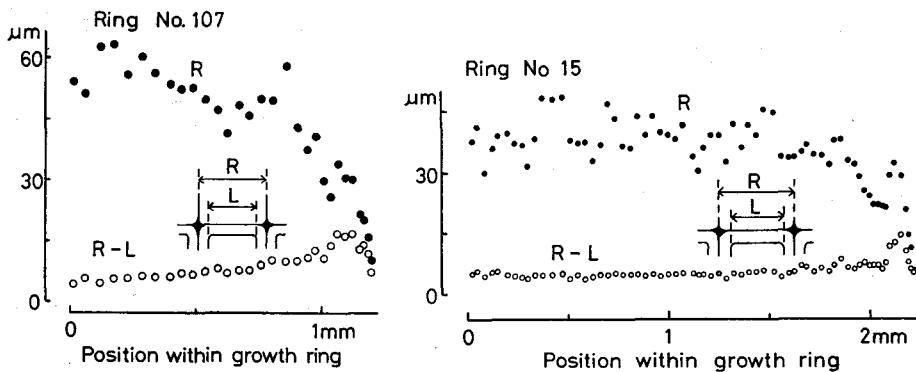 Ring No. 107
μm
60
30
0
R
R
L
R-L
0
1mm
Position within growth ring
Ring No 15
μm
30
0
R
R
L
R-L
0
1
2mm
Position within growth ring